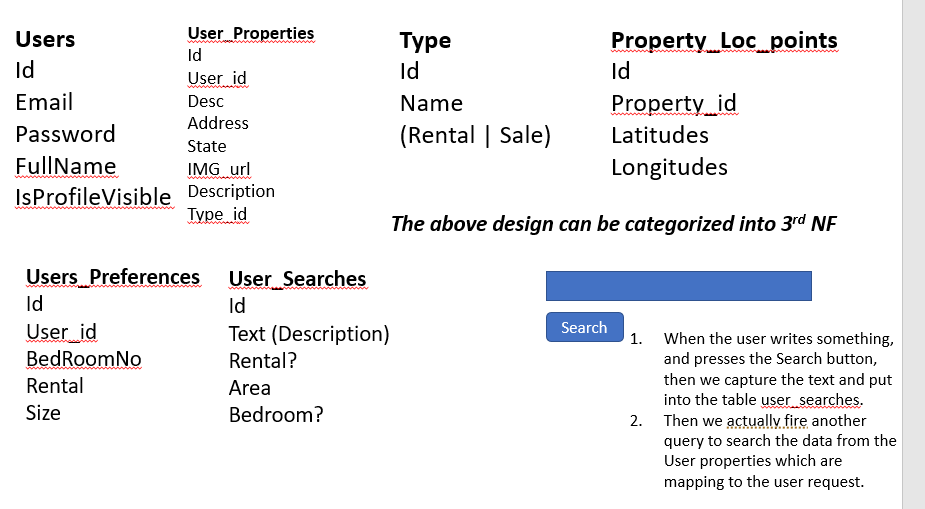 Users
Id
Email
Password
FullName
IsProfileVisible
User_Properties
Id
User_id
Desc
Address
State
IMG_url
Description
Type_id
Type
Id
Name
(Rental | Sale)
Property_Loc_points
Id
Property_id
Latitudes
Longitudes
The above design can be categorized into 3rd NF
Users_Preferences
Id
User_id
BedRoomNo
Rental
Size
User_Searches
Id
Text (Description)
Rental?
Area
Bedroom?
Search
1. When the user writes something,
and presses the Search button,
then we capture the text and put
into the table user_searches.
2. Then we actually fire another
query to search the data from the
User properties which are
mapping to the user request.